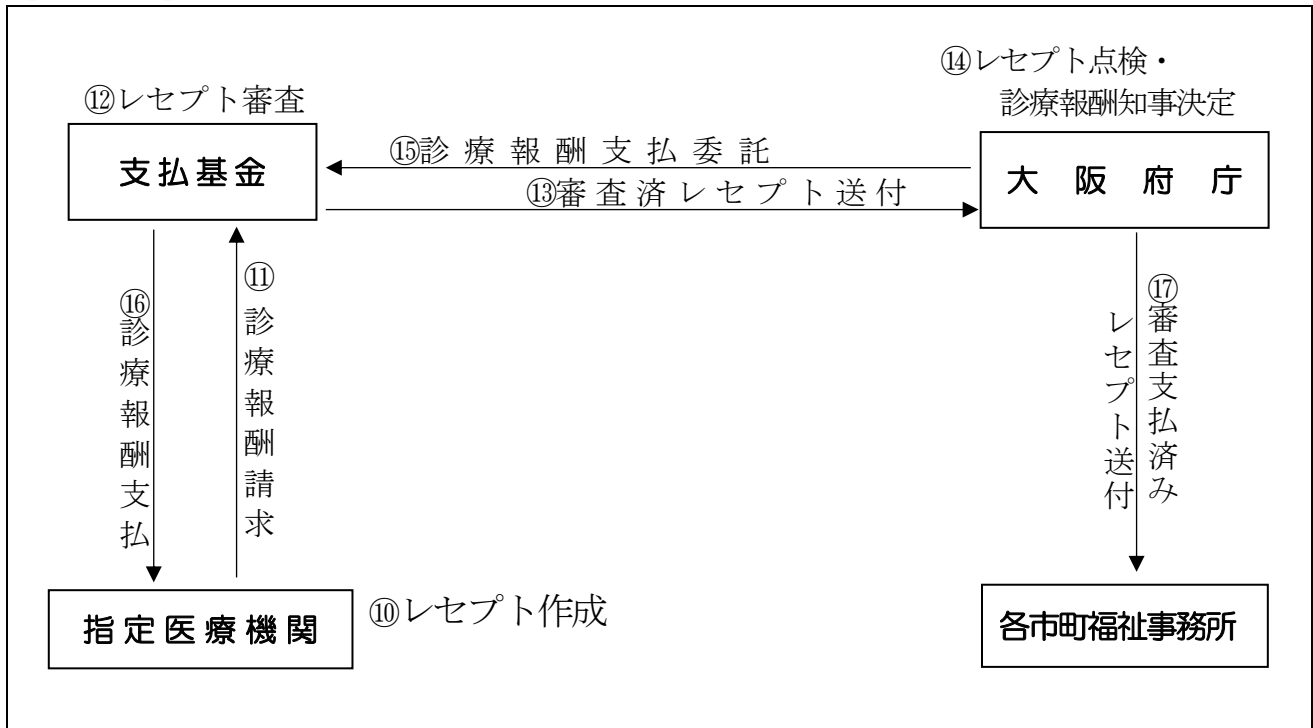 ⑫レセプト審査
支払基金
⑭レセプト点検・
診療報酬知事決定
大阪府庁
⑮診療報酬支払委託
⑬審査済レセプト送付
⑯診療報酬支払
⑪診療報酬請求
⑰審査支払済み
レセプト送付
指定医療機関
⑩レセプト作成
各市町福祉事務所